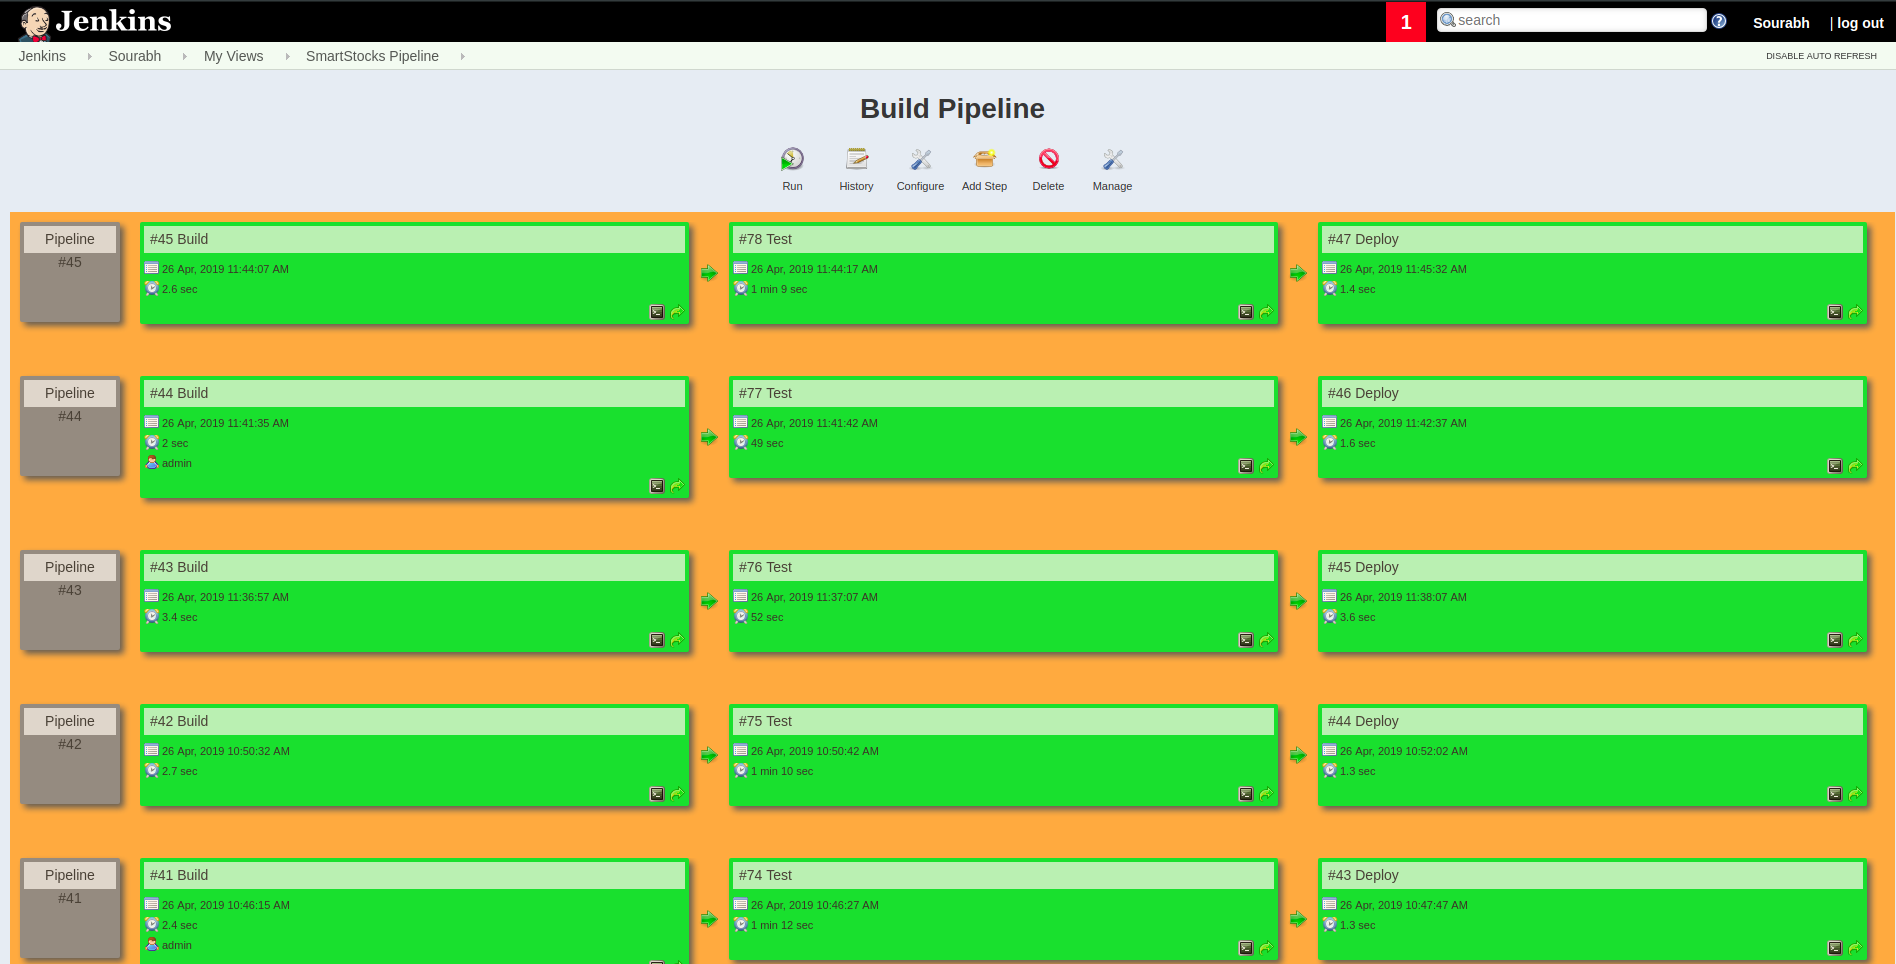 Jenkins
1
search
Sourabh
| log out
Jenkins
Sourabh
My Views
SmartStocks Pipeline
DISABLE AUTO REFRESH
Build Pipeline
Run
History
Configure
Add Step
Delete
Manage
Pipeline
#45
#45 Build
26 Apr, 2019 11:44:07 AM
2.6 sec
#78 Test
26 Apr, 2019 11:44:17 AM
1 min 9 sec
#47 Deploy
26 Apr, 2019 11:45:32 AM
1.4 sec
Pipeline
#44
#44 Build
26 Apr, 2019 11:41:35 AM
2 sec
admin
#77 Test
26 Apr, 2019 11:41:42 AM
49 sec
#46 Deploy
26 Apr, 2019 11:42:37 AM
1.6 sec
Pipeline
#43
#43 Build
26 Apr, 2019 11:36:57 AM
3.4 sec
#76 Test
26 Apr, 2019 11:37:07 AM
52 sec
#45 Deploy
26 Apr, 2019 11:38:07 AM
3.6 sec
Pipeline
#42
#42 Build
26 Apr, 2019 10:50:32 AM
2.7 sec
#75 Test
26 Apr, 2019 10:50:42 AM
1 min 10 sec
#44 Deploy
26 Apr, 2019 10:52:02 AM
1.3 sec
Pipeline
#41
#41 Build
26 Apr, 2019 10:46:15 AM
2.4 sec
admin
#74 Test
26 Apr, 2019 10:46:27 AM
1 min 12 sec
#43 Deploy
26 Apr, 2019 10:47:47 AM
1.3 sec